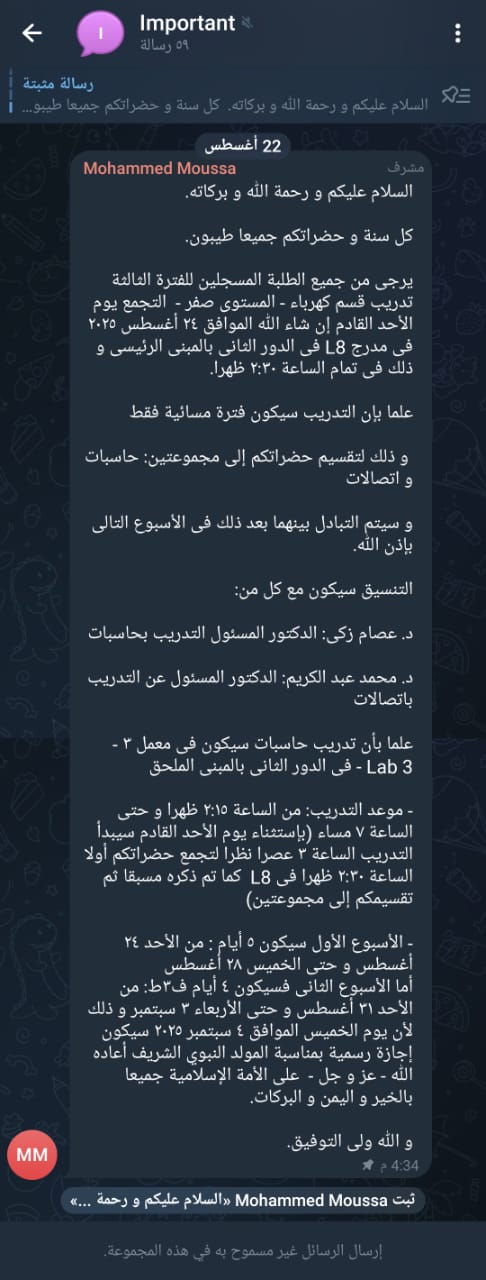 Important
٥٩ رسالة
رسالة مثبتة
السلام عليكم و رحمة الله و بركاته. كل سنة و حضراتكم جميعا طيبو...
22 أغسطس
Mohammed Moussa
مشرف
السلام عليكم و رحمة الله و بركاته.
كل سنة و حضراتكم جميعا طيبون.
يرجى من جميع الطلبة المسجلين للفترة الثالثة
تدريب قسم كهرباء - المستوى صفر - التجمع يوم
الأحد القادم إن شاء الله الموافق ٢٤ أغسطس ٢٠٢٥
فى مدرج L8 فى الدور الثانى بالمبنى الرئيسى و
ذلك فى تمام الساعة ٢:٣٠ ظهرا.
علما بإن التدريب سيكون فترة مسائية فقط
و ذلك لتقسيم حضراتكم إلى مجموعتين: حاسبات
و اتصالات
و سيتم التبادل بينهما بعد ذلك فى الأسبوع التالى
بإذن الله.
التنسيق سيكون مع كل من:
د. عصام زكى: الدكتور المسئول التدريب بحاسبات
د. محمد عبد الكريم: الدكتور المسئول عن التدريب
باتصالات
علما بأن تدريب حاسبات سيكون فى معمل ٣ -
Lab 3 - فى الدور الثانى بالمبنى الملحق
- موعد التدريب: من الساعة ٢:١٥ ظهرا و حتى
الساعة ٧ مساء (بإستثناء يوم الأحد القادم سيبدأ
التدريب الساعة ٣ عصرا نظرا لتجمع حضراتكم أولا
الساعة ٢:٣٠ ظهرا فى L8 كما تم ذكره مسبقا ثم
تقسيمكم إلى مجموعتين)
- الأسبوع الأول سيكون ٥ أيام : من الأحد ٢٤
أغسطس و حتى الخميس ٢٨ أغسطس
أما الأسبوع الثانى فسيكون ٤ أيام ف٣ط: من
الأحد ٣١ أغسطس و حتى الأربعاء ٣ سبتمبر و ذلك
لأن يوم الخميس الموافق ٤ سبتمبر ٢٠٢٥ سيكون
إجازة رسمية بمناسبة المولد النبوي الشريف أعاده
الله - عز و جل - على الأمة الإسلامية جميعا
بالخير و اليمن و البركات.
و الله ولى التوفيق.
4:34 م
MM
ثبت Mohammed Moussa «السلام عليكم و رحمة ...»
إرسال الرسائل غير مسموح به في هذه المجموعة.